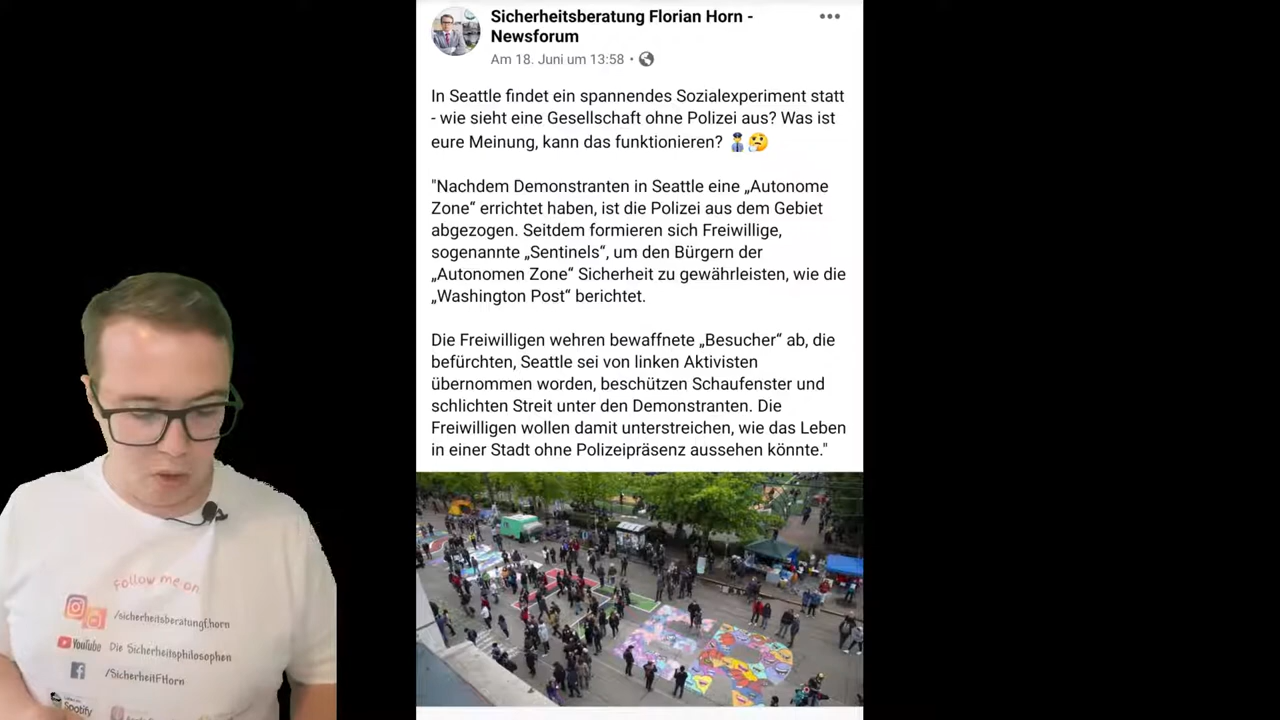 Sicherheitsberatung Florian Horn -
Newsforum
Am 18. Juni um 13:58 •
In Seattle findet ein spannendes Sozialexperiment statt
- wie sieht eine Gesellschaft ohne Polizei aus? Was ist
eure Meinung, kann das funktionieren? 👮🤔
"Nachdem Demonstranten in Seattle eine „Autonome
Zone“ errichtet haben, ist die Polizei aus dem Gebiet
abgezogen. Seitdem formieren sich Freiwillige,
sogenannte „Sentinels“, um den Bürgern der
„Autonomen Zone“ Sicherheit zu gewährleisten, wie die
„Washington Post“ berichtet.
Die Freiwilligen wehren bewaffnete „Besucher“ ab, die
befürchten, Seattle sei von linken Aktivisten
übernommen worden, beschützen Schaufenster und
schlichten Streit unter den Demonstranten. Die
Freiwilligen wollen damit unterstreichen, wie das Leben
in einer Stadt ohne Polizeipräsenz aussehen könnte."
Follow me on
/sicherheitsberatungf.horn
YouTube Die Sicherheitsphilosophen
/SicherheitFHorn
Spotify